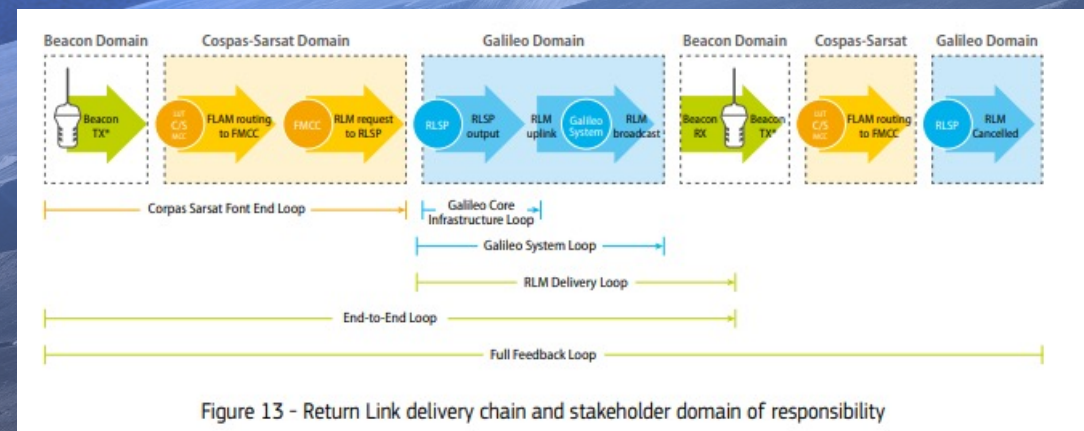 Beacon Domain
Cospas-Sarsat Domain
Galileo Domain
Beacon Domain
Cospas-Sarsat
Galileo Domain
Beacon
TX*
LUT
C/S
MCC
FLAM routing
to FMCC
FMCC
RLM request
to RLSP
RLSP
RLSP
output
RLM
uplink
Galileo
System
RLM
broadcast
Beacon
RX
Beacon
TX*
LUT
C/S
MCC
FLAM routing
to FMCC
RLSP
RLM
Cancelled
Corpas Sarsat Font End Loop
Galileo Core
Infrastructure Loop
Galileo System Loop
RLM Delivery Loop
End-to-End Loop
Full Feedback Loop
Figure 13 - Return Link delivery chain and stakeholder domain of responsibility